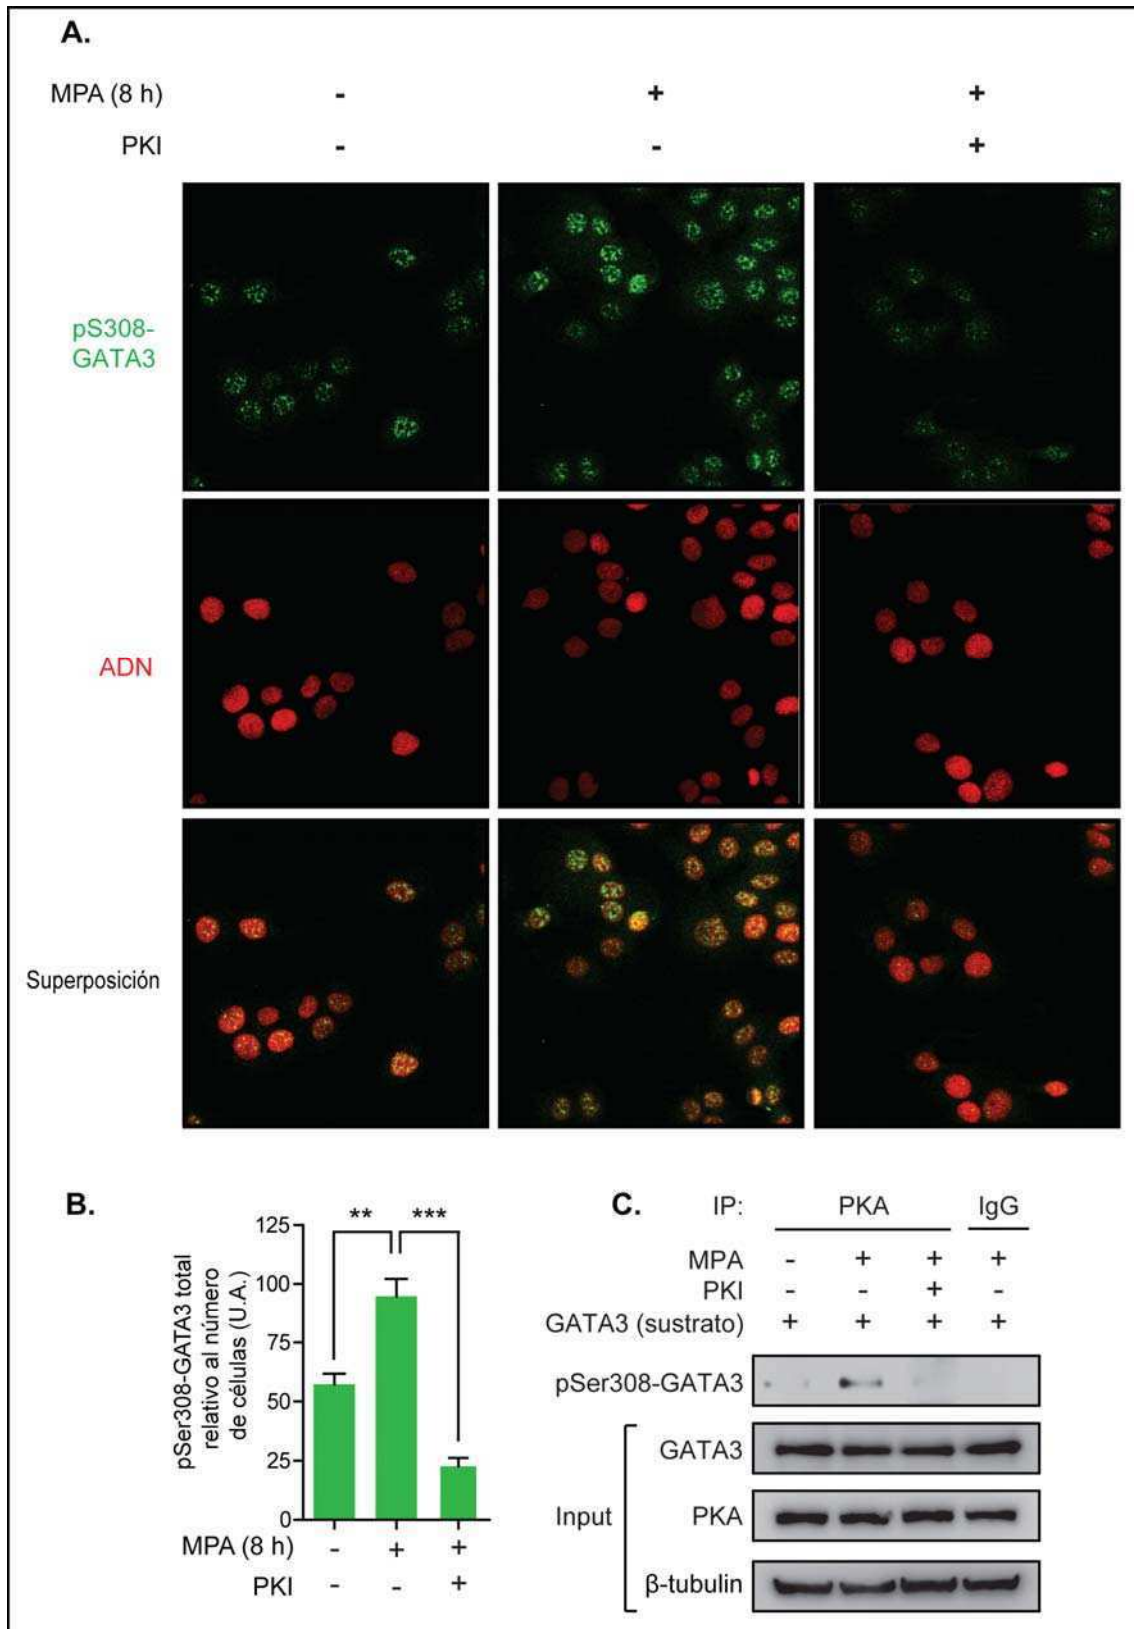 A.
MPA (8 h) - + +
PKI - - +
pS308-
GATA3
ADN
Superposición
B.
** ***
pSer308-GATA3 total
relativo al número
de células (U.A.)
125
100
75
50
25
0
MPA (8 h) - + +
PKI - - +
C.
IP: PKA IgG
MPA - + + +
PKI - - + -
GATA3 (sustrato) + + + +
pSer308-GATA3
GATA3
Input PKA
β-tubulin